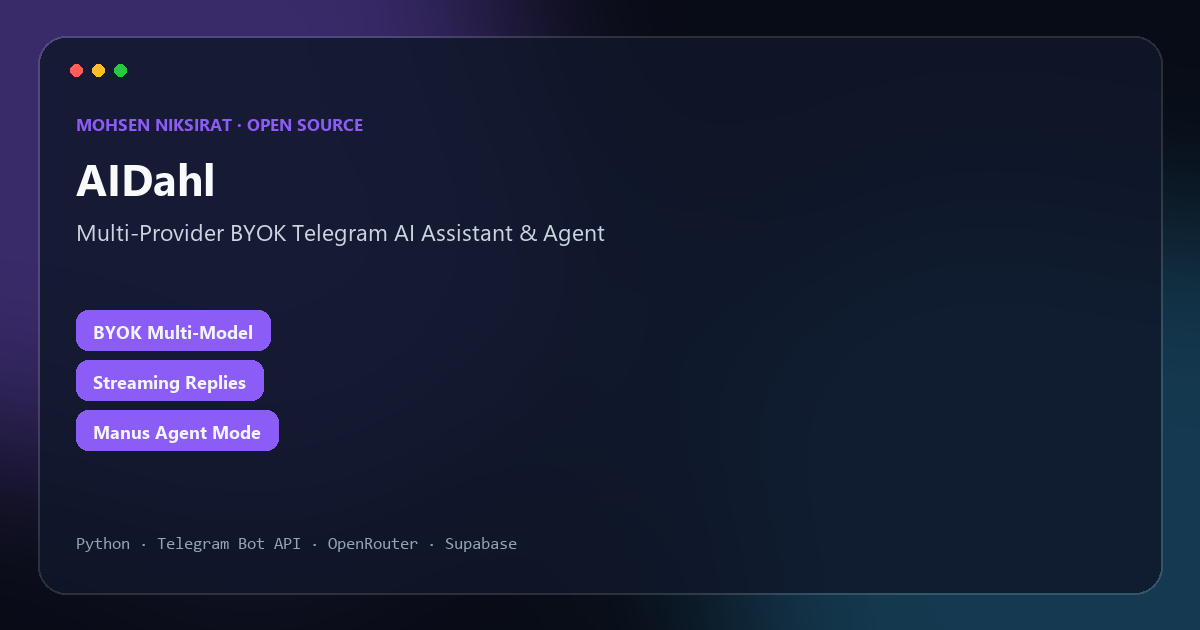 MOHSEN NIKSIRAT · OPEN SOURCE
AIDahl
Multi-Provider BYOK Telegram AI Assistant & Agent
BYOK Multi-Model
Streaming Replies
Manus Agent Mode
Python · Telegram Bot API · OpenRouter · Supabase